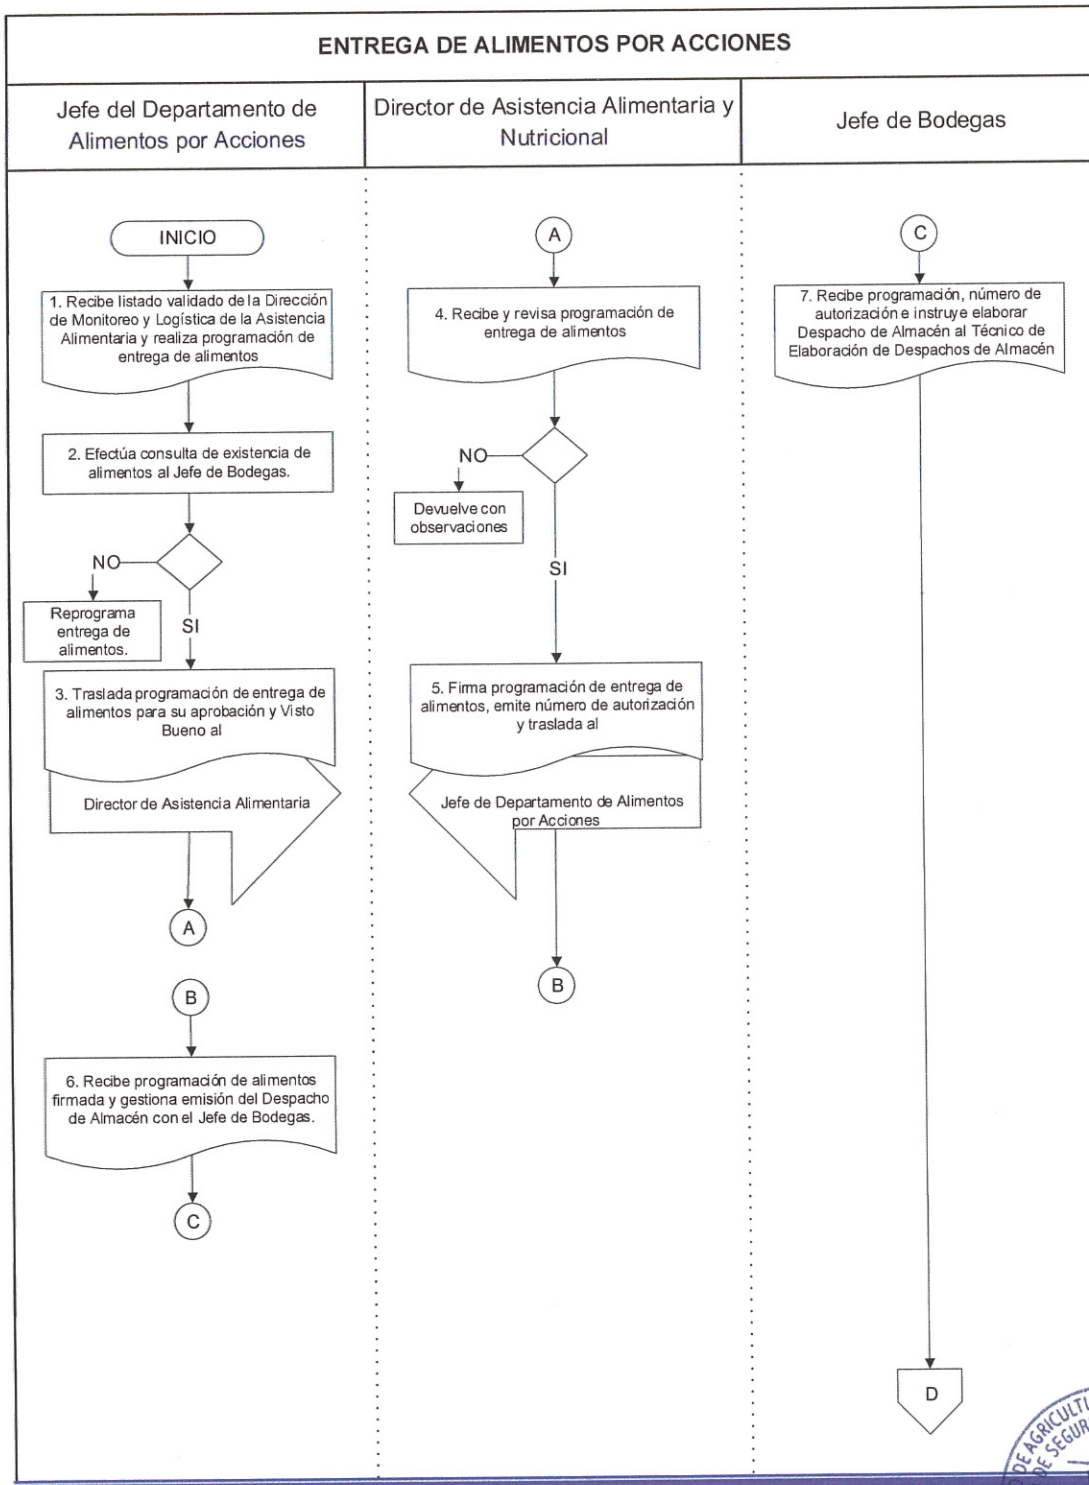 ENTREGA DE ALIMENTOS POR ACCIONES
Jefe del Departamento de
Alimentos por Acciones
Director de Asistencia Alimentaria y
Nutricional
Jefe de Bodegas
INICIO
1. Recibe listado validado de la Dirección
de Monitoreo y Logística de la Asistencia
Alimentaria y realiza programación de
entrega de alimentos
2. Efectúa consulta de existencia de
alimentos al Jefe de Bodegas.
NO
Reprograma
entrega de
alimentos.
SI
3. Traslada programación de entrega de
alimentos para su aprobación y Visto
Bueno al
Director de Asistencia Alimentaria
A
B
6. Recibe programación de alimentos
firmada y gestiona emisión del Despacho
de Almacén con el Jefe de Bodegas.
C
A
4. Recibe y revisa programación de
entrega de alimentos
NO
Devuelve con
observaciones
SI
5. Firma programación de entrega de
alimentos, emite número de autorización
y traslada al
Jefe de Departamento de Alimentos
por Acciones
B
C
7. Recibe programación, número de
autorización e instruye elaborar
Despacho de Almacén al Técnico de
Elaboración de Despachos de Almacén
D
DE AGRICULTU
DE SEGUR